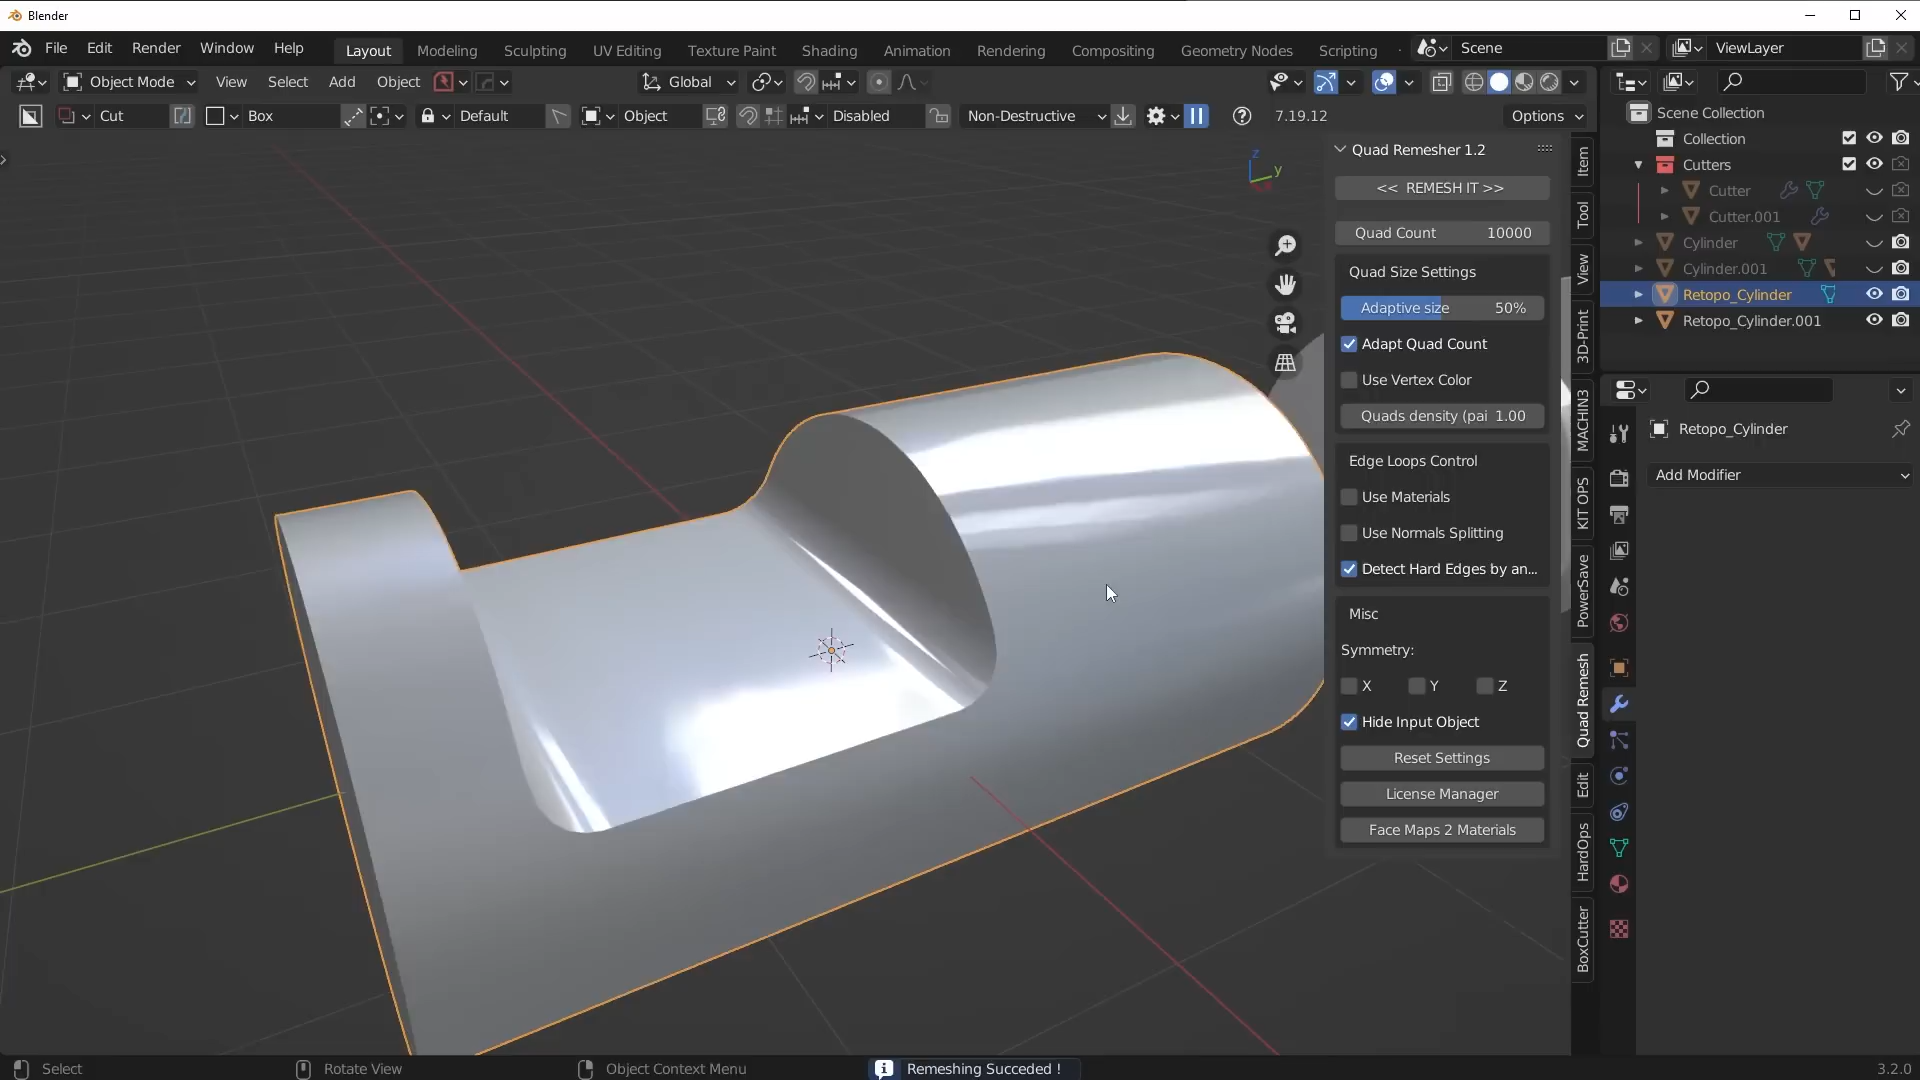 Blender
File Edit Render Window Help Layout Modeling Sculpting UV Editing Texture Paint Shading Animation Rendering Compositing Geometry Nodes Scripting Scene ViewLayer
Object Mode View Select Add Object Global
Cut Box Default Object Disabled Non-Destructive 7.19.12 Options
z
y
Quad Remesher 1.2
<< REMESH IT >>
Quad Count 10000
Quad Size Settings
Adaptive size 50%
Adapt Quad Count
Use Vertex Color
Quads density (pai 1.00
Edge Loops Control
Use Materials
Use Normals Splitting
Detect Hard Edges by an...
Misc
Symmetry:
X Y Z
Hide Input Object
Reset Settings
License Manager
Face Maps 2 Materials
Item
Tool
View
3D-Print
MACHIN3
KIT OPS
PowerSave
Quad Remesh
Edit
HardOps
BoxCutter
Scene Collection
Collection
Cutters
Cutter
Cutter.001
Cylinder
Cylinder.001
Retopo_Cylinder
Retopo_Cylinder.001
Retopo_Cylinder
Add Modifier
Select Rotate View Object Context Menu Remeshing Succeded ! 3.2.0